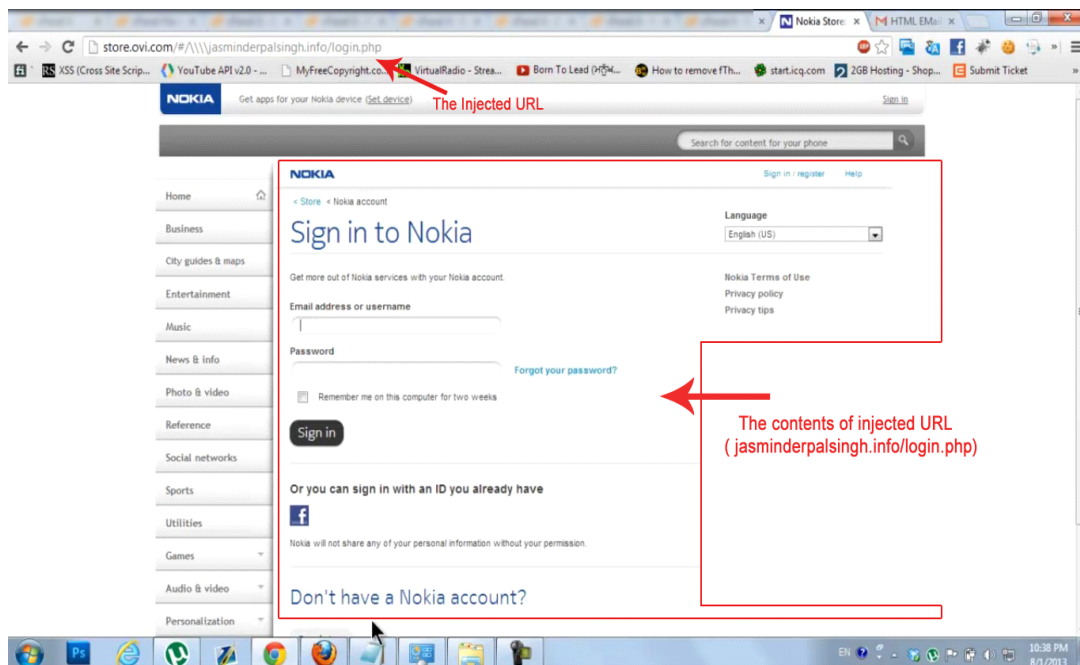 Nokia Store:
HTML EMai
store.ovi.com/#/\\\\jasminderpalsingh.info/login.php
XSS (Cross Site Scrip...
YouTube API v2.0 - ...
MyFreeCopyright.co...
VirtualRadio - Strea...
Born To Lead
How to remove fTh...
start.icq.com
2GB Hosting - Shop...
Submit Ticket
»
NOKIA
Get apps for your Nokia device (Set device)
The Injected URL
Sign in
Search for content for your phone
NOKIA
Sign in / register
Help
Home
< Store < Nokia account
Language
Sign in to Nokia
English (US)
Business
City guides & maps
Get more out of Nokia services with your Nokia account.
Nokia Terms of Use
Entertainment
Privacy policy
Email address or username
Privacy tips
Music
Password
News & info
Forgot your password?
Photo & video
Remember me on this computer for two weeks
Reference
The contents of injected URL
Sign in
( jasminderpalsingh.info/login.php)
Social networks
Sports
Or you can sign in with an ID you already have
Utilities
Nokia will not share any of your personal information without your permission.
Games
Audio & video
Don't have a Nokia account?
Personalization
Ps
EN
10:38 PM
8/1/2013